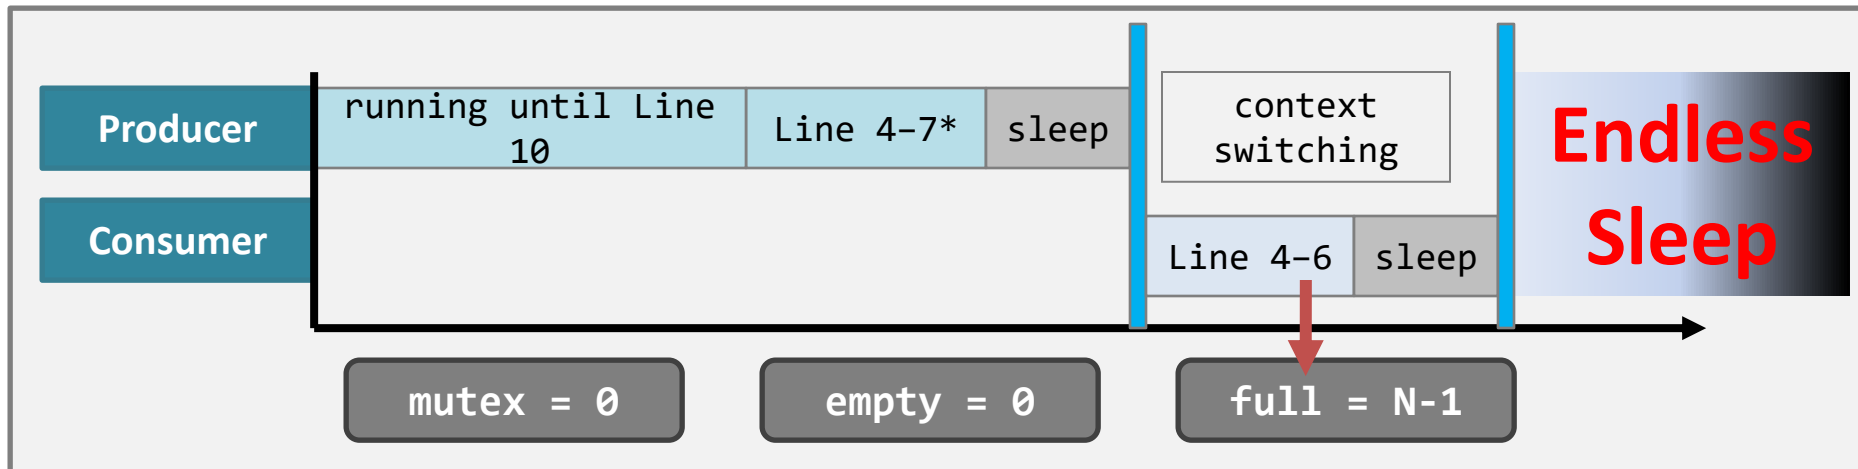 Producer
running until Line
10
Line 4–7*
sleep
context
switching
Endless
Sleep
Consumer
Line 4–6
sleep
mutex = 0
empty = 0
full = N-1